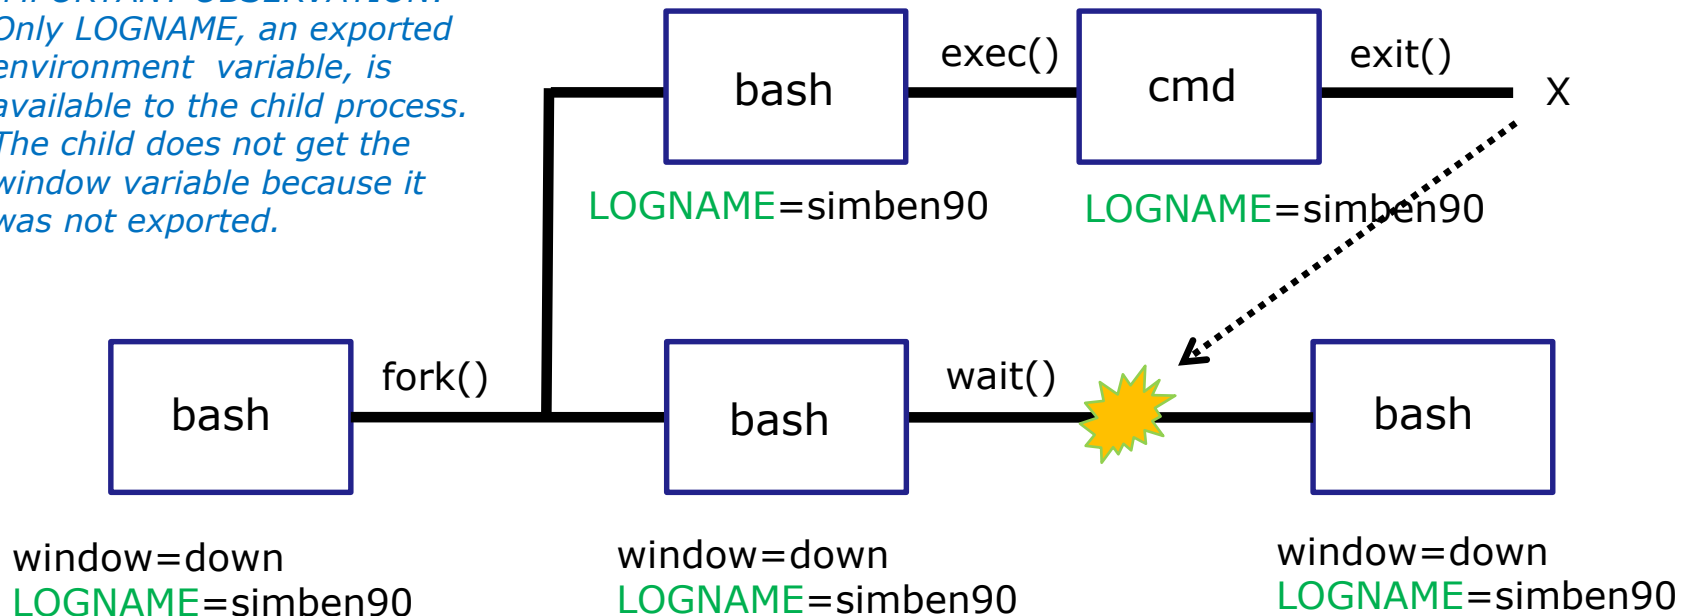 IMPORTANT OBSERVATION:
Only LOGNAME, an exported
environment variable, is
available to the child process.
The child does not get the
window variable because it
was not exported.
bash
exec()
cmd
exit()
X
LOGNAME=simben90
LOGNAME=simben90
bash
fork()
bash
wait()
bash
window=down
LOGNAME=simben90
window=down
LOGNAME=simben90
window=down
LOGNAME=simben90